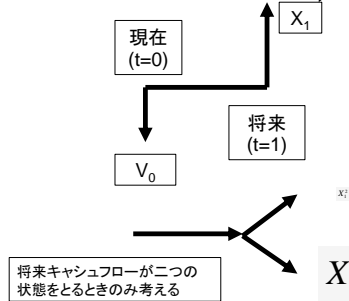 X₁
現在
(t=0)
将来
(t=1)
V₀
将来キャッシュフローが二つの
状態をとるときのみ考える
X